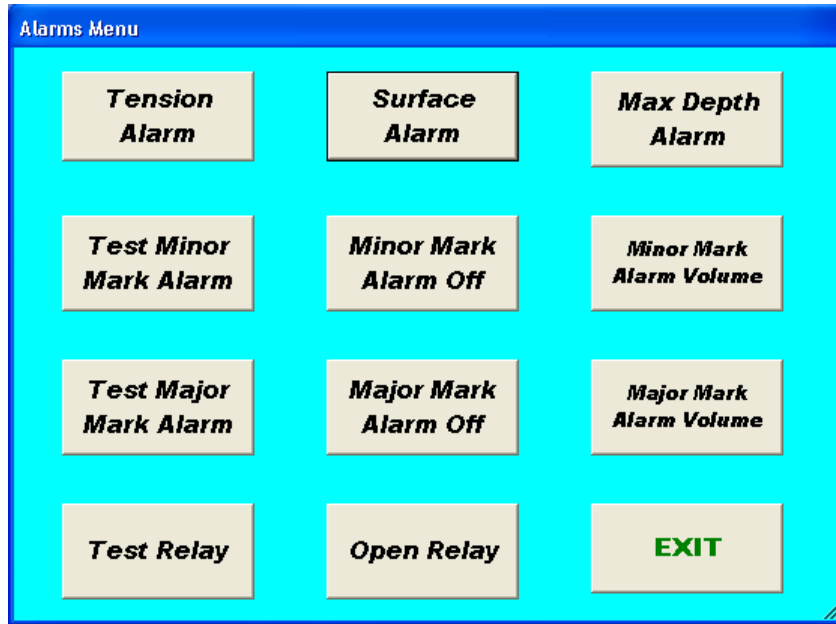 Alarms Menu
Tension
Alarm
Surface
Alarm
Max Depth
Alarm
Test Minor
Mark Alarm
Minor Mark
Alarm Off
Minor Mark
Alarm Volume
Test Major
Mark Alarm
Major Mark
Alarm Off
Major Mark
Alarm Volume
Test Relay
Open Relay
EXIT